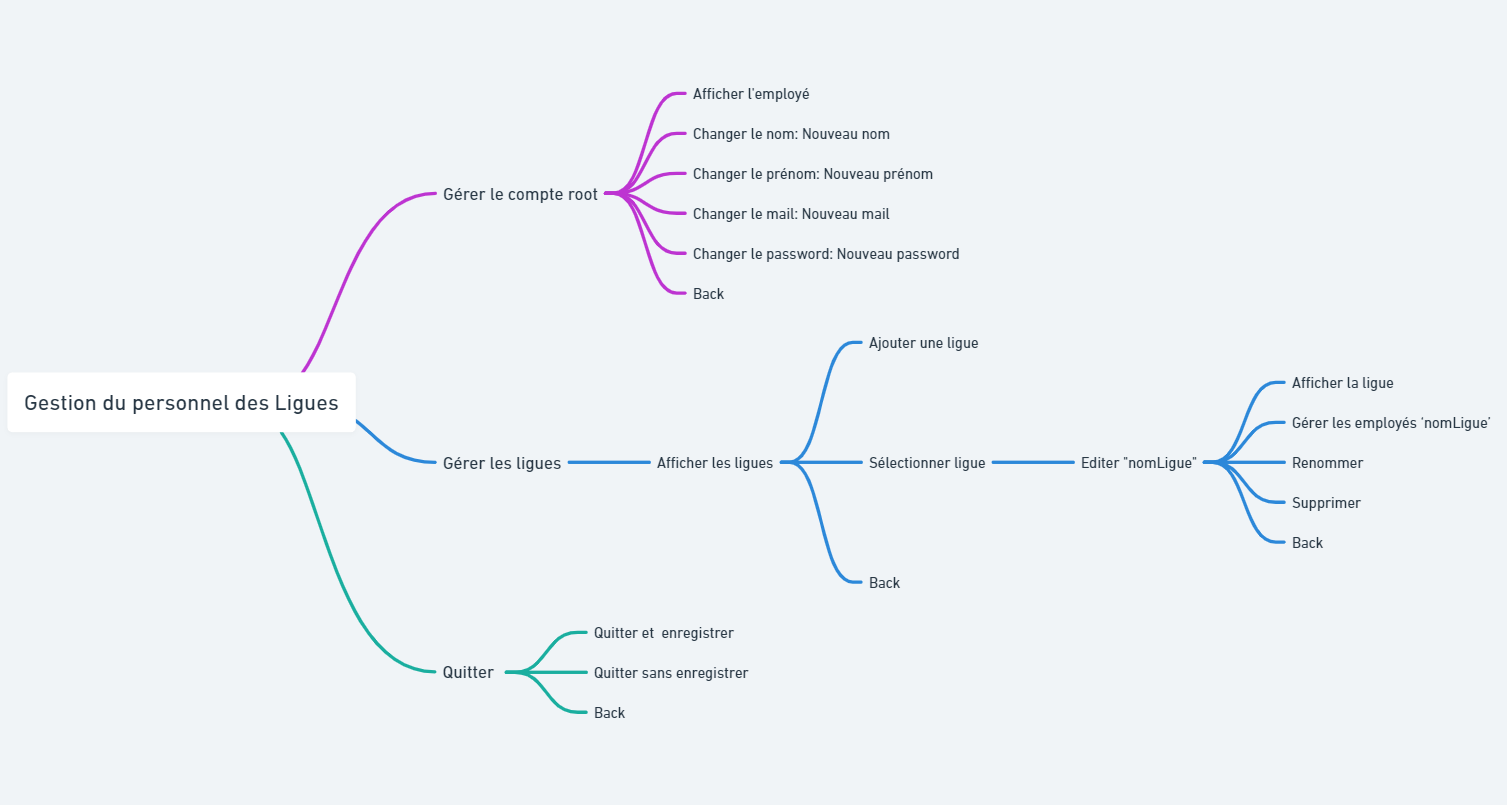 Gestion du personnel des Ligues
Gérer le compte root
Afficher l'employé
Changer le nom: Nouveau nom
Changer le prénom: Nouveau prénom
Changer le mail: Nouveau mail
Changer le password: Nouveau password
Back
Gérer les ligues
Afficher les ligues
Ajouter une ligue
Sélectionner ligue
Editer "nomLigue"
Afficher la ligue
Gérer les employés ‘nomLigue’
Renommer
Supprimer
Back
Back
Quitter
Quitter et  enregistrer
Quitter sans enregistrer
Back